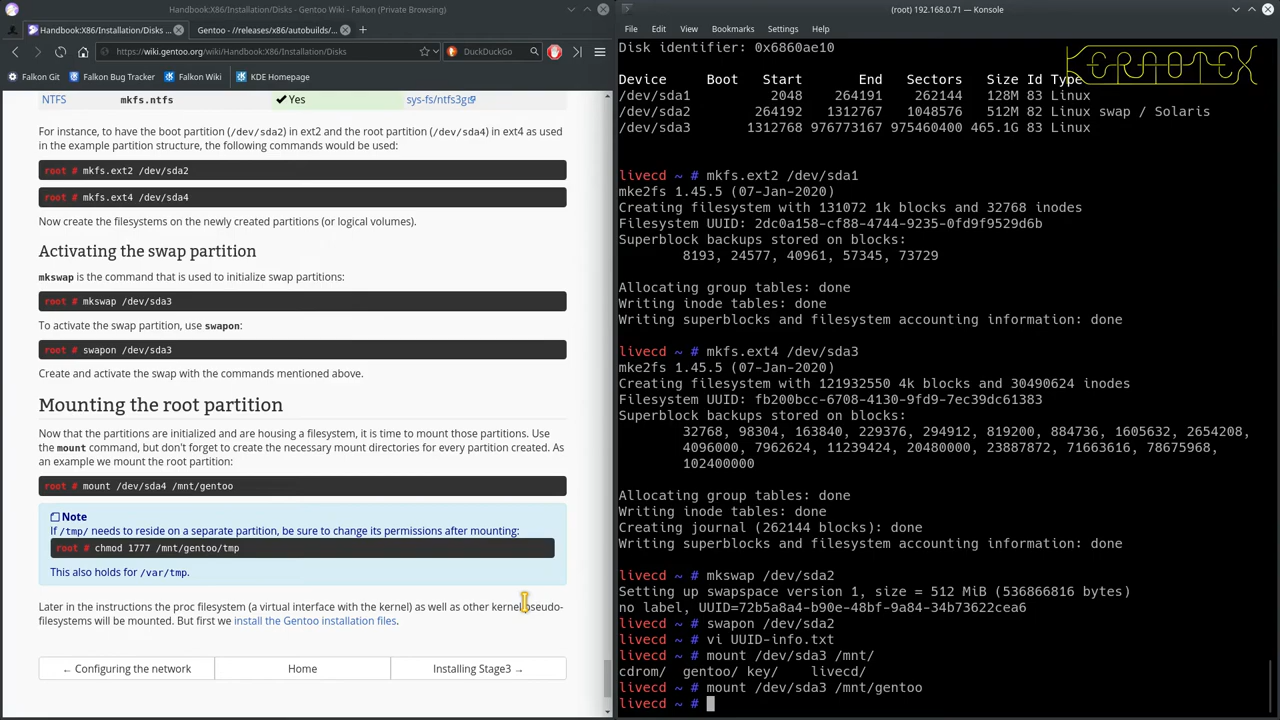 Handbook:X86/Installation/Disks - Gentoo Wiki - Falkon (Private Browsing)
Handbook:X86/Installation/Disks
Gentoo - //releases/x86/autobuilds/...
https://wiki.gentoo.org/wiki/Handbook:X86/Installation/Disks
DuckDuckGo
Falkon Git
Falkon Bug Tracker
Falkon Wiki
KDE Homepage
NTFS mkfs.ntfs Yes sys-fs/ntfs3g
For instance, to have the boot partition (/dev/sda2) in ext2 and the root partition (/dev/sda4) in ext4 as used
in the example partition structure, the following commands would be used:
root # mkfs.ext2 /dev/sda2
root # mkfs.ext4 /dev/sda4
Now create the filesystems on the newly created partitions (or logical volumes).
Activating the swap partition
mkswap is the command that is used to initialize swap partitions:
root # mkswap /dev/sda3
To activate the swap partition, use swapon:
root # swapon /dev/sda3
Create and activate the swap with the commands mentioned above.
Mounting the root partition
Now that the partitions are initialized and are housing a filesystem, it is time to mount those partitions. Use
the mount command, but don't forget to create the necessary mount directories for every partition created. As
an example we mount the root partition:
root # mount /dev/sda4 /mnt/gentoo
Note
If /tmp/ needs to reside on a separate partition, be sure to change its permissions after mounting:
root # chmod 1777 /mnt/gentoo/tmp
This also holds for /var/tmp.
Later in the instructions the proc filesystem (a virtual interface with the kernel) as well as other kernel pseudo-
filesystems will be mounted. But first we install the Gentoo installation files.
← Configuring the network
Home
Installing Stage3 →
(root) 192.168.0.71 — Konsole
File Edit View Bookmarks Settings Help
Disk identifier: 0x6860ae10
Device Boot Start End Sectors Size Id Type
/dev/sda1 2048 264191 262144 128M 83 Linux
/dev/sda2 264192 1312767 1048576 512M 82 Linux swap / Solaris
/dev/sda3 1312768 976773167 975460400 465.1G 83 Linux
livecd ~ # mkfs.ext2 /dev/sda1
mke2fs 1.45.5 (07-Jan-2020)
Creating filesystem with 131072 1k blocks and 32768 inodes
Filesystem UUID: 2dc0a158-cf88-4744-9235-0fd9f9529d6b
Superblock backups stored on blocks:
8193, 24577, 40961, 57345, 73729
Allocating group tables: done
Writing inode tables: done
Writing superblocks and filesystem accounting information: done
livecd ~ # mkfs.ext4 /dev/sda3
mke2fs 1.45.5 (07-Jan-2020)
Creating filesystem with 121932550 4k blocks and 30490624 inodes
Filesystem UUID: fb200bcc-6708-4130-9fd9-7ec39dc61383
Superblock backups stored on blocks:
32768, 98304, 163840, 229376, 294912, 819200, 884736, 1605632, 2654208,
4096000, 7962624, 11239424, 20480000, 23887872, 71663616, 78675968,
102400000
Allocating group tables: done
Writing inode tables: done
Creating journal (262144 blocks): done
Writing superblocks and filesystem accounting information: done
livecd ~ # mkswap /dev/sda2
Setting up swapspace version 1, size = 512 MiB (536866816 bytes)
no label, UUID=72b5a8a4-b90e-48bf-9a84-34b73622cea6
livecd ~ # swapon /dev/sda2
livecd ~ # vi UUID-info.txt
livecd ~ # mount /dev/sda3 /mnt/
cdrom/ gentoo/ key/ livecd/
livecd ~ # mount /dev/sda3 /mnt/gentoo
livecd ~ #